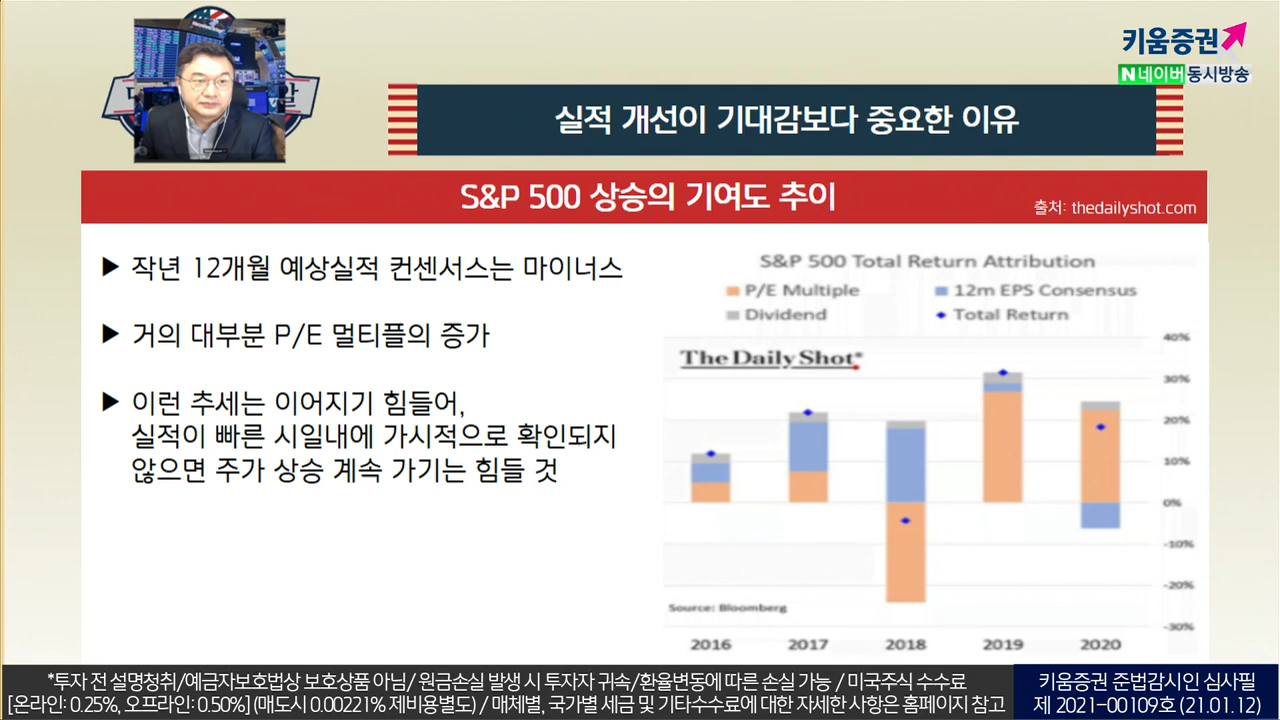 키움증권
N 네이버 동시방송
실적 개선이 기대감보다 중요한 이유
S&P 500 상승의 기여도 추이
출처: thedailyshot.com
▶ 작년 12개월 예상실적 컨센서스는 마이너스
▶ 거의 대부분 P/E 멀티플의 증가
▶ 이런 추세는 이어지기 힘들어,
실적이 빠른 시일내에 가시적으로 확인되지
않으면 주가 상승 계속 가기는 힘들 것
S&P 500 Total Return Attribution
P/E Multiple
12m EPS Consensus
Dividend
Total Return
The Daily Shot*
40%
30%
20%
10%
0%
-10%
-20%
-30%
Source: Bloomberg
2016 2017 2018 2019 2020
*투자 전 설명청취/예금자보호법상 보호상품 아님/ 원금손실 발생 시 투자자 귀속/환율변동에 따른 손실 가능 / 미국주식 수수료
[온라인: 0.25%, 오프라인: 0.50%] (매도시 0.00221% 제비용별도) / 매체별, 국가별 세금 및 기타수수료에 대한 자세한 사항은 홈페이지 참고
키움증권 준법감시인 심사필
제 2021-00109호 (21.01.12)